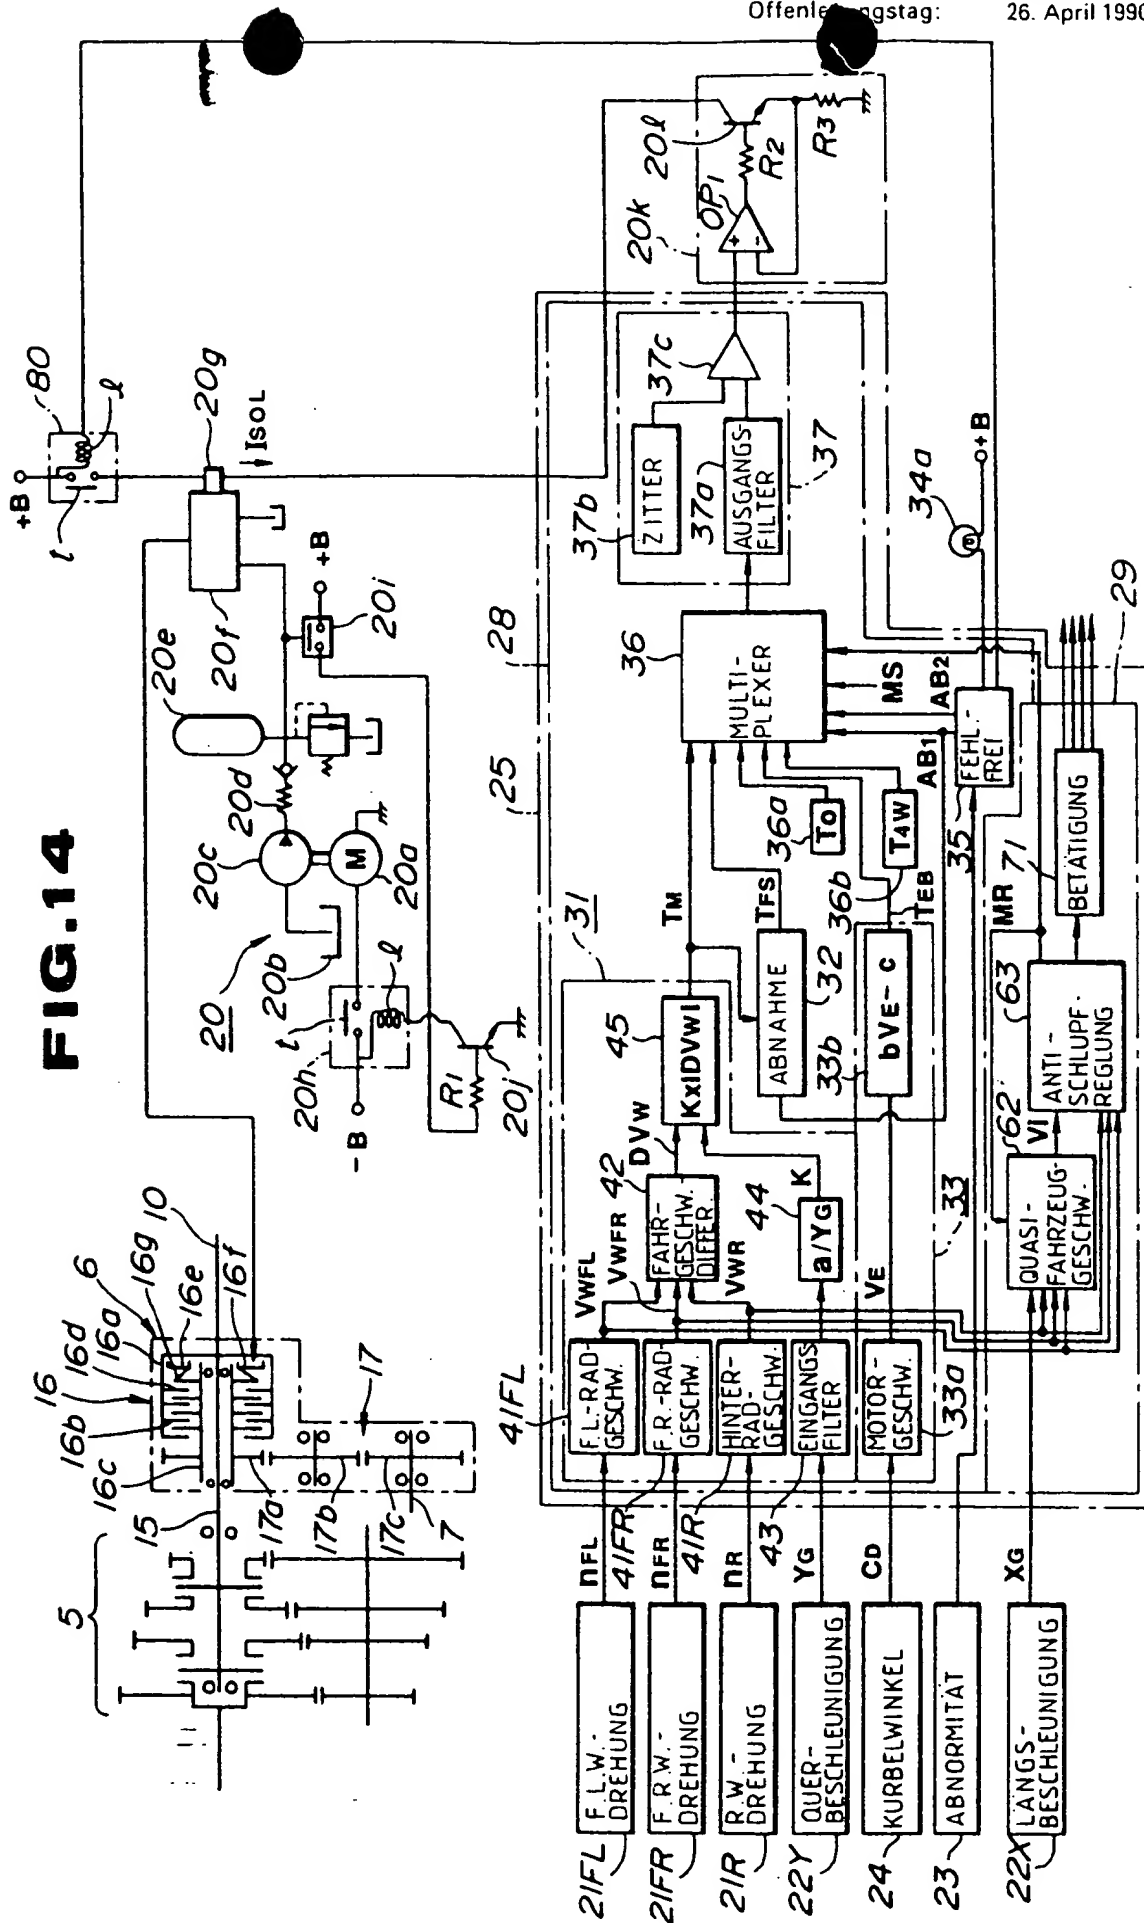 Offenle
gstag:
26. April 1990
FIG.14
5
15
16
16a
16b
16c
16d
16e
16f
16g
6
10
17
17a
17b
17c
7
20
20a
20b
20c
20d
20e
20f
20g
20h
20i
20j
M
R1
t
l
-B
+B
+B
80
t
l
ISOL
20k
20l
OP1
+
-
R2
R3
25
28
31
37
37a
37b
37c
ZITTER
AUSGANGS-
FILTER
36
MULTI-
PLEXER
TM
TFS
TEB
36a
TO
36b
T4W
MS
AB1
AB2
34a
+B
35
FEHL-
FREI
29
71
BETÄTIGUNG
MR
63
ANTI-
SCHLUPF-
REGLUNG
62
VI
QUASI-
FAHRZEUG-
GESCHW.
45
KxIDVWI
32
ABNAHME
33b
bVE-C
33
DVW
42
FAHR-
GESCHW.
DIFFER.
44
a/YG
K
VWFL
VWFR
VWR
VE
41FL
F.L.-RAD-
GESCHW.
41FR
F.R.-RAD-
GESCHW.
41R
HINTER-
RAD-
GESCHW.
43
EINGANGS
FILTER
33a
MOTOR-
GESCHW.
nFL
nFR
nR
YG
CD
XG
21FL
F.L.W.-
DREHUNG
21FR
F.R.W.-
DREHUNG
21R
R.W.-
DREHUNG
22Y
QUER-
BESCHLEUNIGUNG
24
KURBELWINKEL
23
ABNORMITÄT
22X
LÄNGS-
BESCHLEUNIGUNG